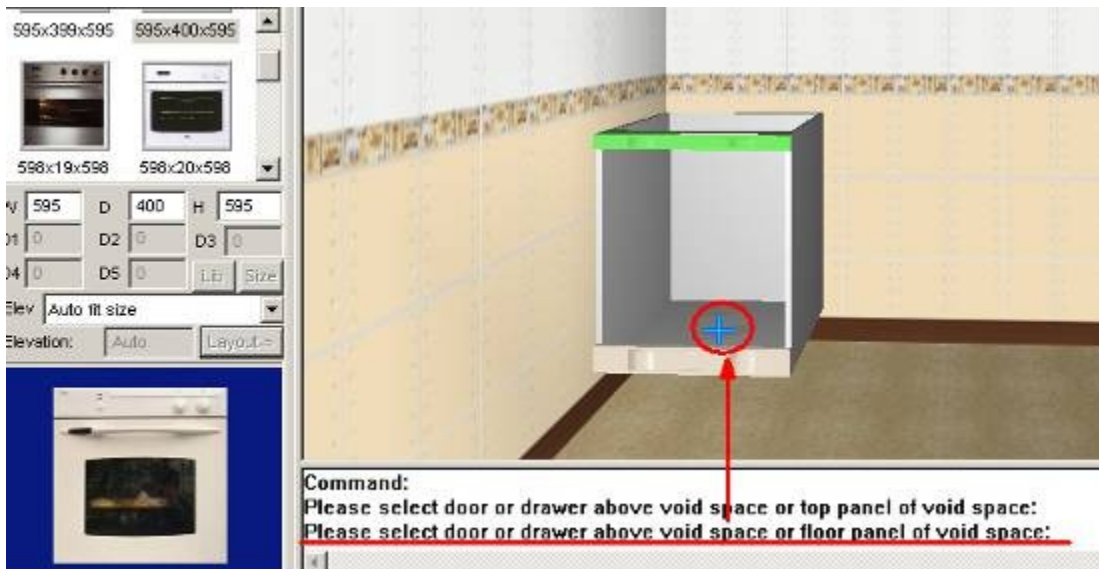 595x399x595 595x400x595
598x19x598 598x20x598
W 595 D 400 H 595
D1 0 D2 0 D3 0
D4 0 D5 0 Lib Size
Elev Auto fit size
Elevation: Auto Layout->
Command:
Please select door or drawer above void space or top panel of void space:
Please select door or drawer above void space or floor panel of void space: